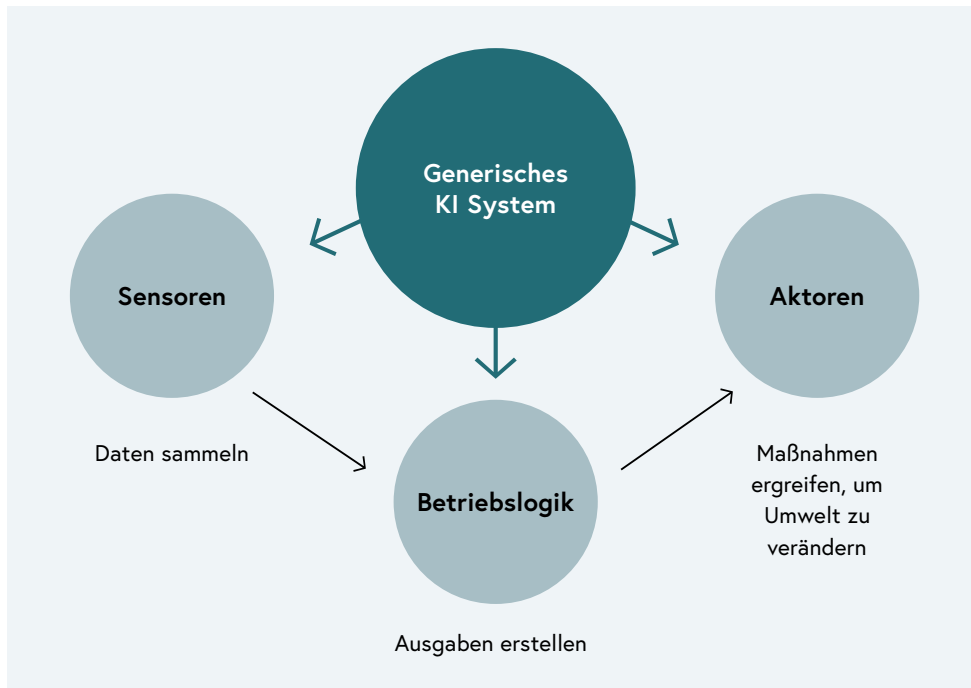 Generisches
KI System
Sensoren
Aktoren
Daten sammeln
Maßnahmen
ergreifen, um
Umwelt zu
verändern
Betriebslogik
Ausgaben erstellen